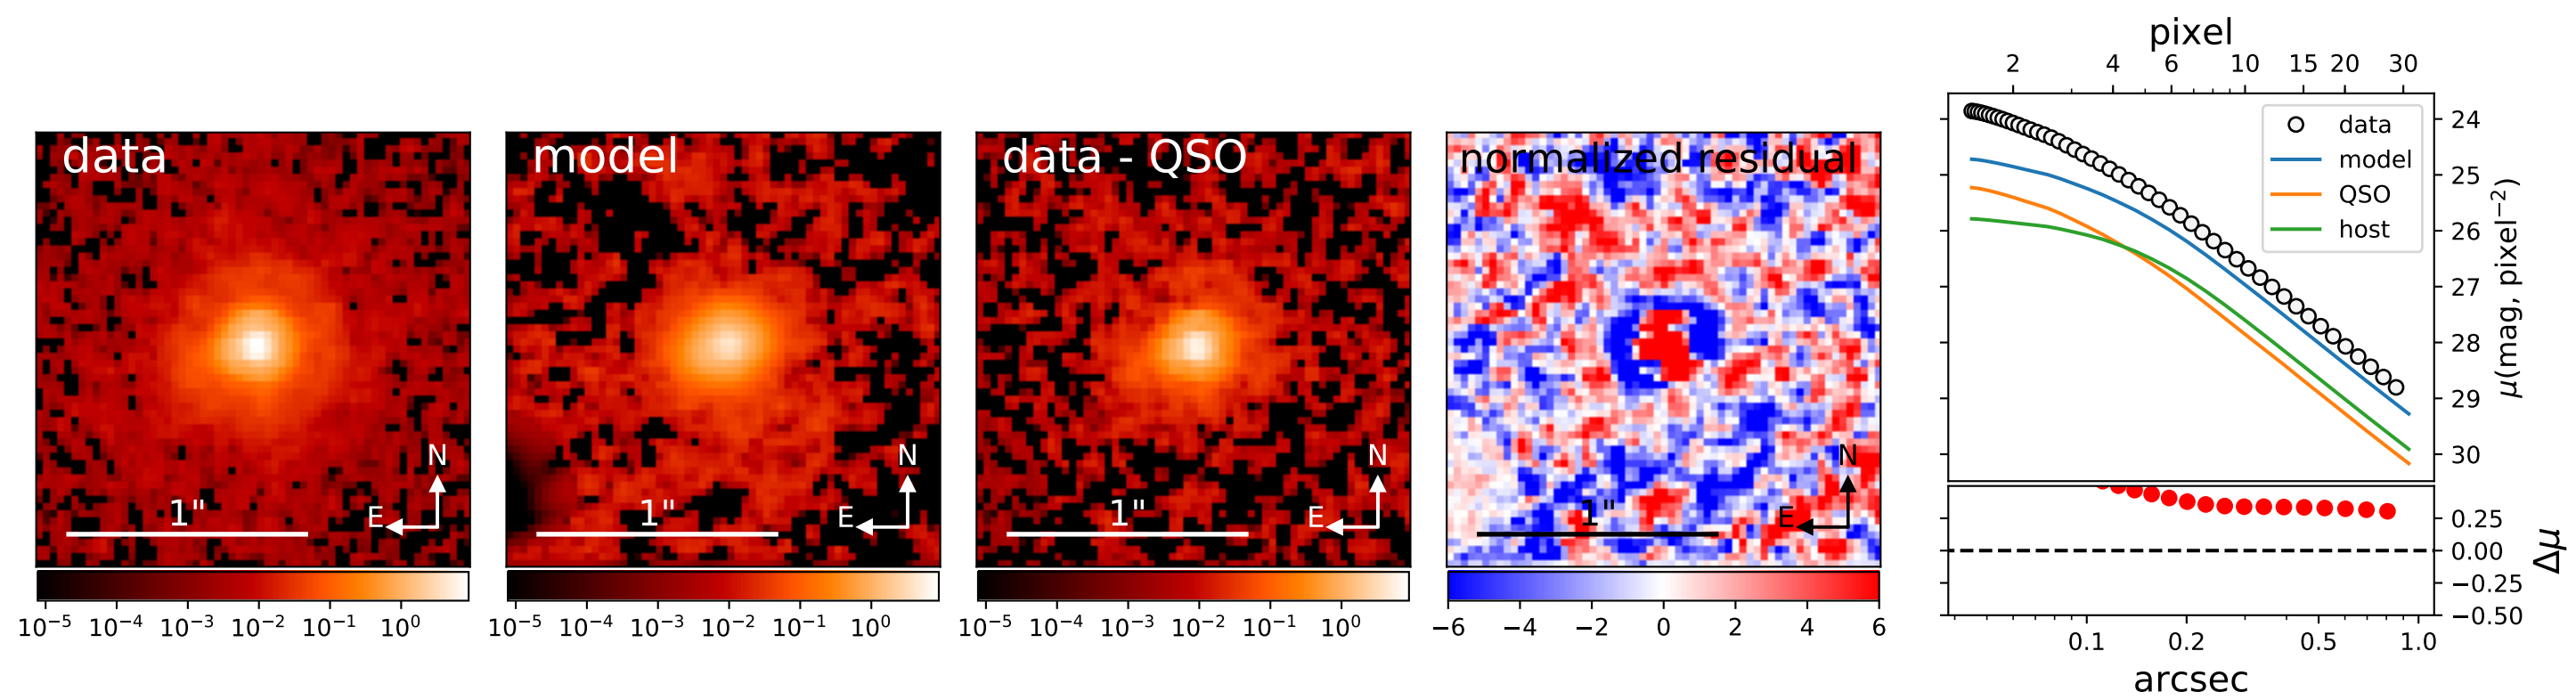 data
N
E
1"
10⁻⁵ 10⁻⁴ 10⁻³ 10⁻² 10⁻¹ 10⁰
model
N
E
1"
10⁻⁵ 10⁻⁴ 10⁻³ 10⁻² 10⁻¹ 10⁰
data - QSO
N
E
1"
10⁻⁵ 10⁻⁴ 10⁻³ 10⁻² 10⁻¹ 10⁰
normalized residual
N
E
1"
−6 −4 −2 0 2 4 6
pixel
2 4 6 10 15 20 30
data
model
QSO
host
24
25
26
27
28
29
30
μ(mag, pixel⁻²)
0.25
0.00
−0.25
−0.50
Δμ
0.1 0.2 0.5 1.0
arcsec